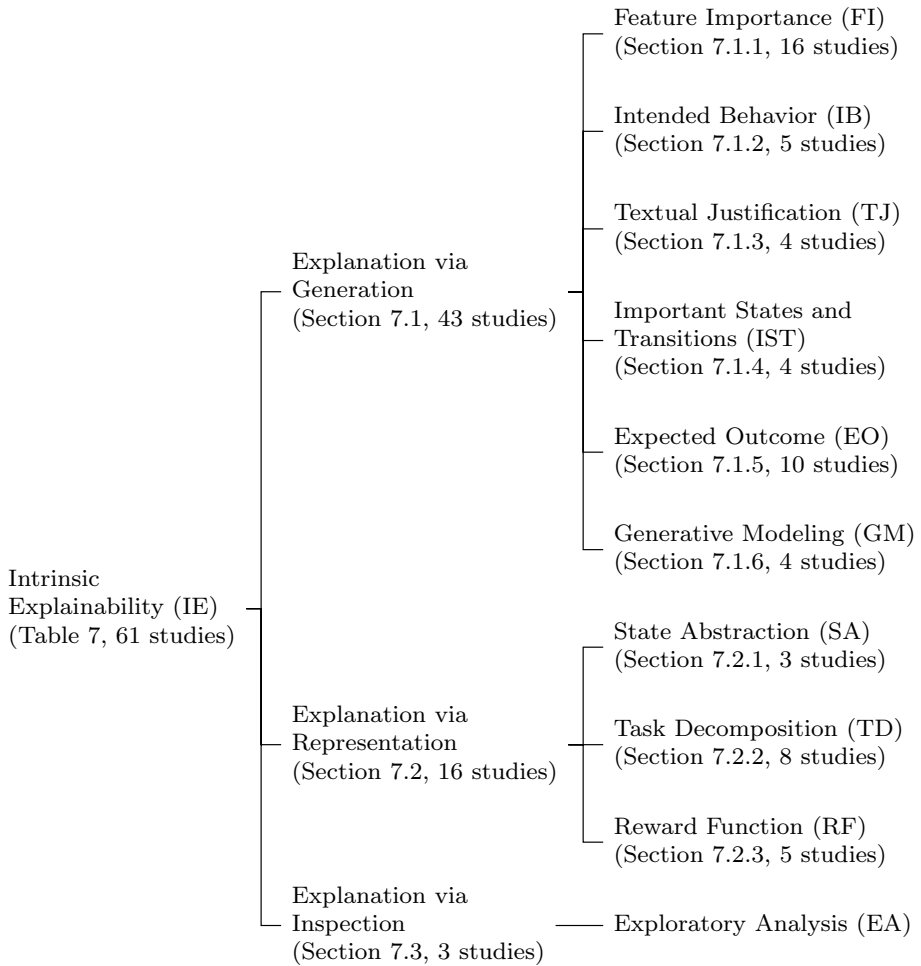 Intrinsic
Explainability (IE)
(Table 7, 61 studies)
Explanation via
Generation
(Section 7.1, 43 studies)
Feature Importance (FI)
(Section 7.1.1, 16 studies)
Intended Behavior (IB)
(Section 7.1.2, 5 studies)
Textual Justification (TJ)
(Section 7.1.3, 4 studies)
Important States and
Transitions (IST)
(Section 7.1.4, 4 studies)
Expected Outcome (EO)
(Section 7.1.5, 10 studies)
Generative Modeling (GM)
(Section 7.1.6, 4 studies)
Explanation via
Representation
(Section 7.2, 16 studies)
State Abstraction (SA)
(Section 7.2.1, 3 studies)
Task Decomposition (TD)
(Section 7.2.2, 8 studies)
Reward Function (RF)
(Section 7.2.3, 5 studies)
Explanation via
Inspection
(Section 7.3, 3 studies)
Exploratory Analysis (EA)